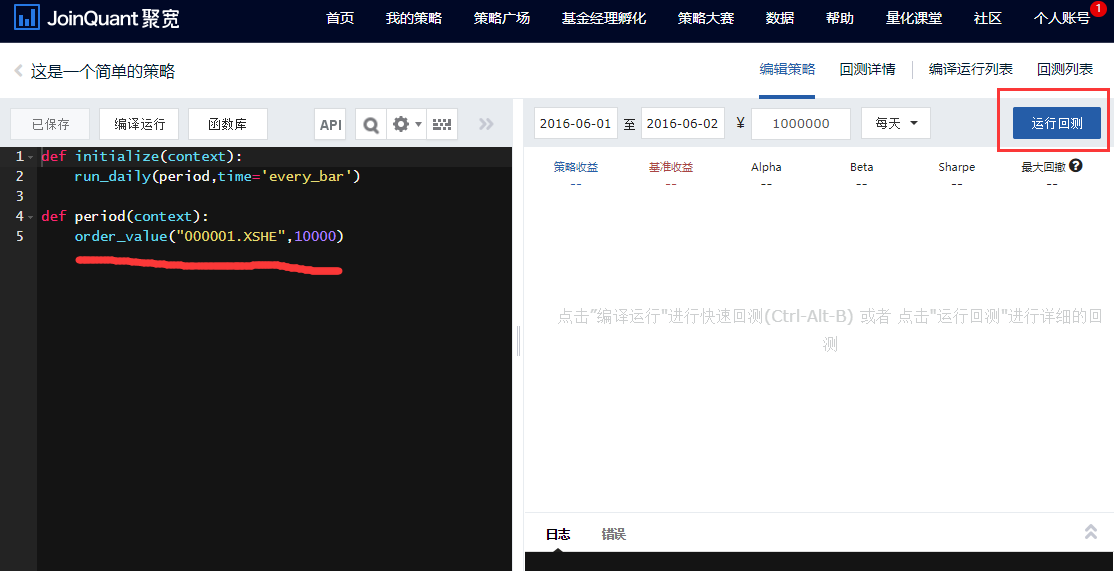 JoinQuant 聚宽 首页 我的策略 策略广场 基金经理孵化 策略大赛 数据 帮助 量化课堂 社区 个人账号 1
这是一个简单的策略 编辑策略 回测详情 编译运行列表 回测列表
已保存 编译运行 函数库 API 2016-06-01 至 2016-06-02 ¥ 1000000 每天 运行回测
1 def initialize(context):
2 run_daily(period,time='every_bar')
3
4 def period(context):
5 order_value("000001.XSHE",10000)
策略收益 基准收益 Alpha Beta Sharpe 最大回撤 ?
-- -- -- -- -- --
点击"编译运行"进行快速回测(Ctrl-Alt-B) 或者 点击"运行回测"进行详细的回
测
日志 错误